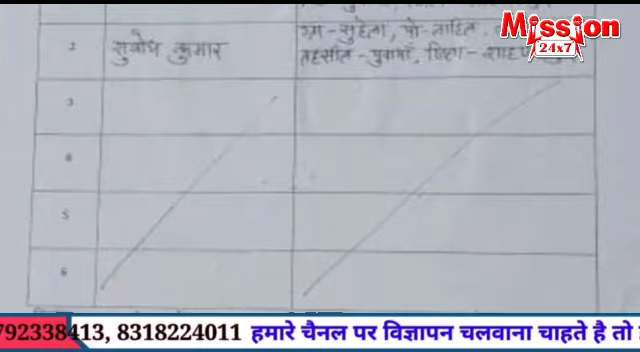 Mission
24x7
ग्राम-सुहेला, पो-नाहिल,
2 सुबोध कुमार
तहसील-पुवायाँ, जिला-
3
4
5
6
792338413, 8318224011 हमारे चैनल पर विज्ञापन चलवाना चाहते है तो